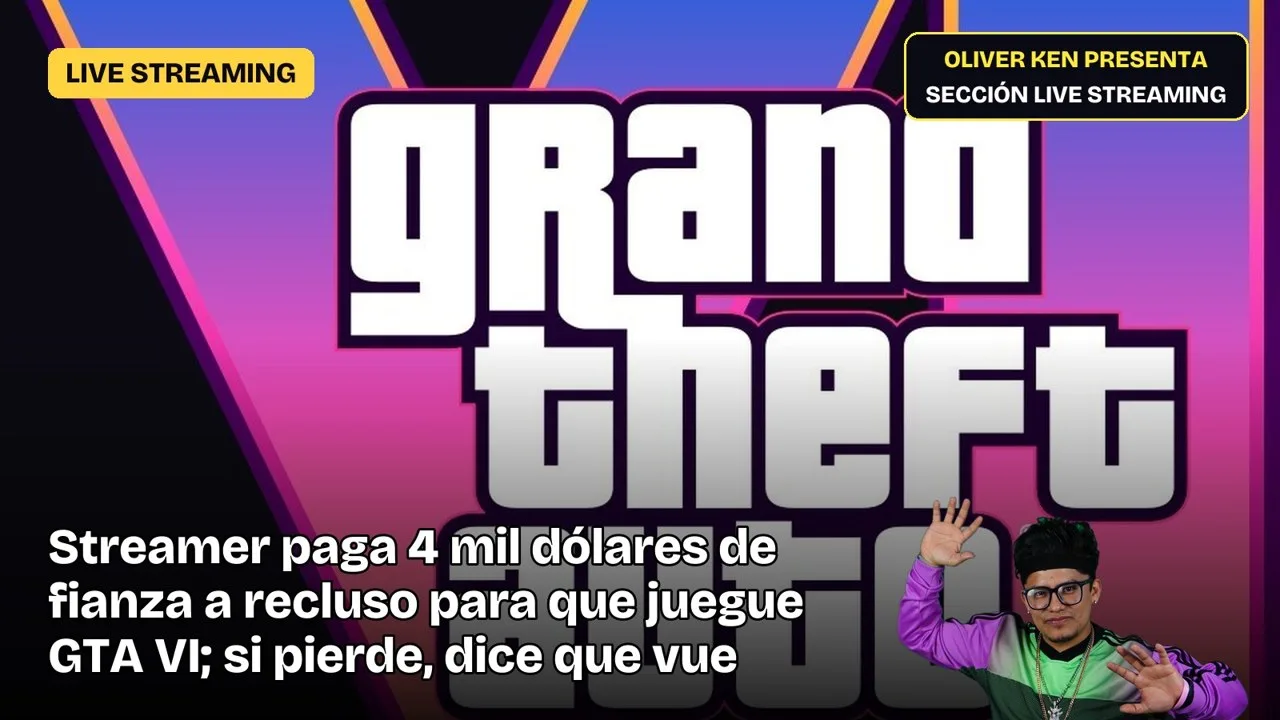 LIVE STREAMING
OLIVER KEN PRESENTA
SECCIÓN LIVE STREAMING
grand
theft
auto
Streamer paga 4 mil dólares de
fianza a recluso para que juegue
GTA VI; si pierde, dice que vue